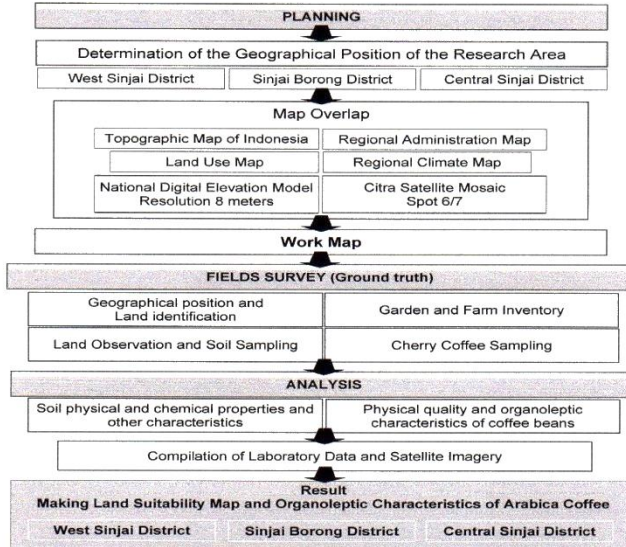 PLANNING
Determination of the Geographical Position of the Research Area
West Sinjai District
Sinjai Borong District
Central Sinjai District
Map Overlap
Topographic Map of Indonesia
Regional Administration Map
Land Use Map
Regional Climate Map
National Digital Elevation Model
Resolution 8 meters
Citra Satellite Mosaic
Spot 6/7
Work Map
FIELDS SURVEY (Ground truth)
Geographical position and
Land identification
Garden and Farm Inventory
Land Observation and Soil Sampling
Cherry Coffee Sampling
ANALYSIS
Soil physical and chemical properties and
other characteristics
Physical quality and organoleptic
characteristics of coffee beans
Compilation of Laboratory Data and Satellite Imagery
Result
Making Land Suitability Map and Organoleptic Characteristics of Arabica Coffee
West Sinjai District
Sinjai Borong District
Central Sinjai District